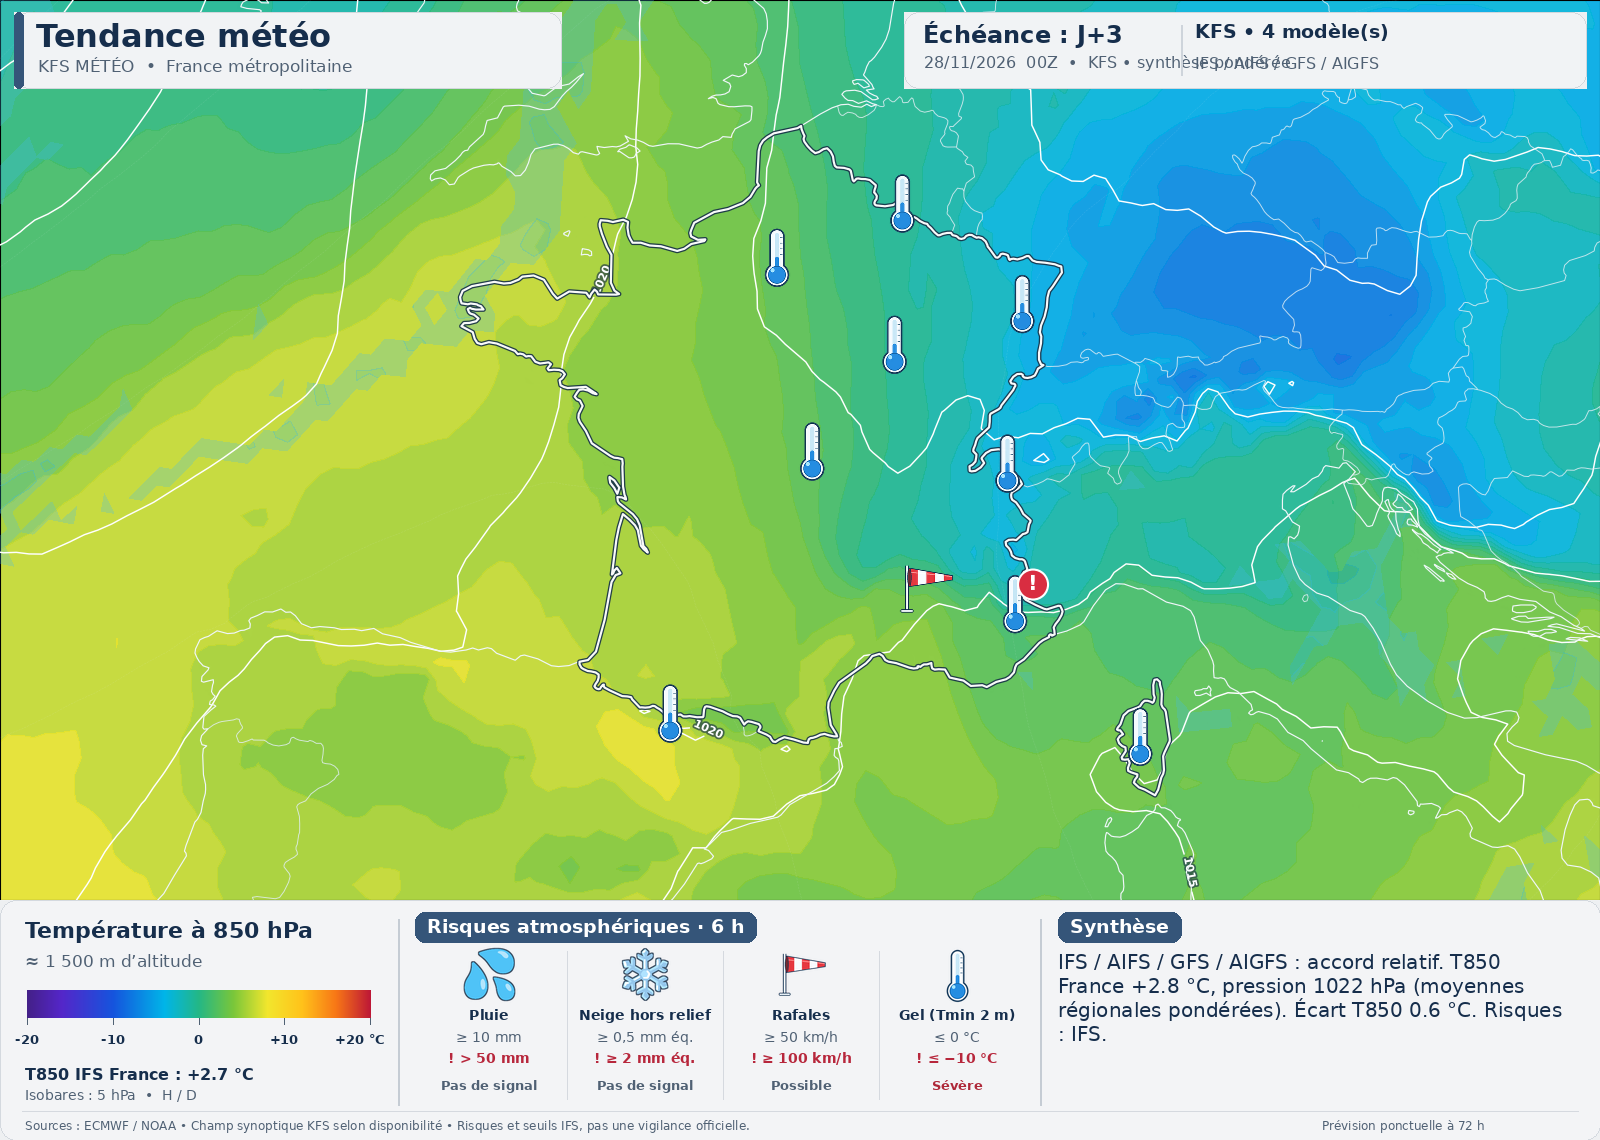 Tendance météo
KFS MÉTÉO • France métropolitaine
Échéance : J+3
28/11/2026 00Z • KFS • synthèse pondérée
KFS • 4 modèle(s)
IFS / AIFS / GFS / AIGFS
1020
1020
1015
!
Température à 850 hPa
≈ 1 500 m d’altitude
-20 -10 0 +10 +20 °C
T850 IFS France : +2.7 °C
Isobares : 5 hPa • H / D
Risques atmosphériques · 6 h
Pluie
≥ 10 mm
! > 50 mm
Pas de signal
Neige hors relief
≥ 0,5 mm éq.
! ≥ 2 mm éq.
Pas de signal
Rafales
≥ 50 km/h
! ≥ 100 km/h
Possible
Gel (Tmin 2 m)
≤ 0 °C
! ≤ −10 °C
Sévère
Synthèse
IFS / AIFS / GFS / AIGFS : accord relatif. T850
France +2.8 °C, pression 1022 hPa (moyennes
régionales pondérées). Écart T850 0.6 °C. Risques
: IFS.
Sources : ECMWF / NOAA • Champ synoptique KFS selon disponibilité • Risques et seuils IFS, pas une vigilance officielle.
Prévision ponctuelle à 72 h